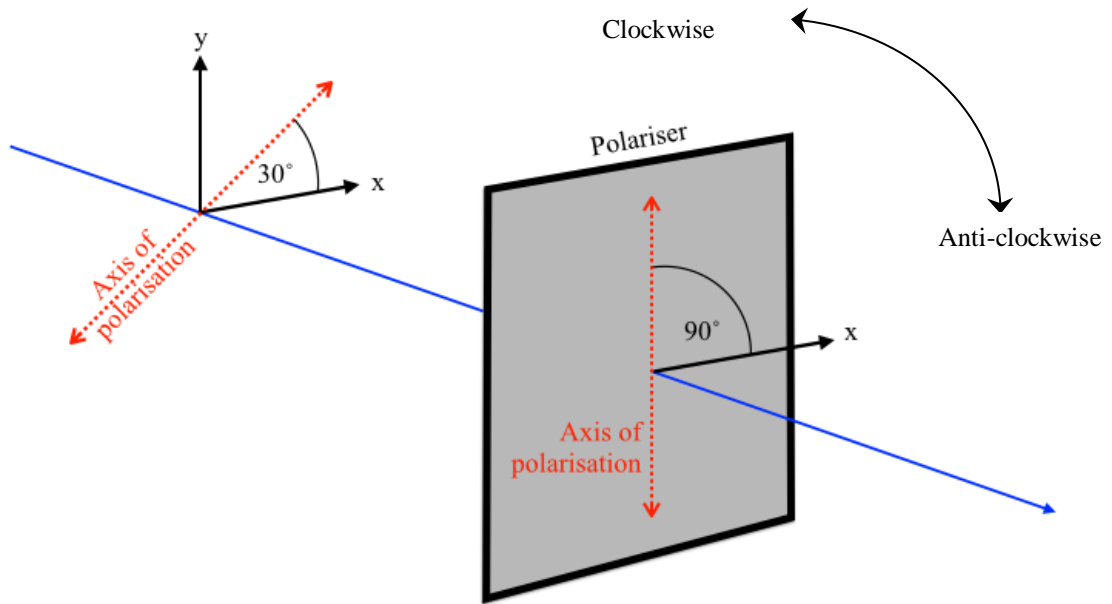 Clockwise
y
Polariser
30°
x
Anti-clockwise
Axis of
polarisation
90°
x
Axis of
polarisation